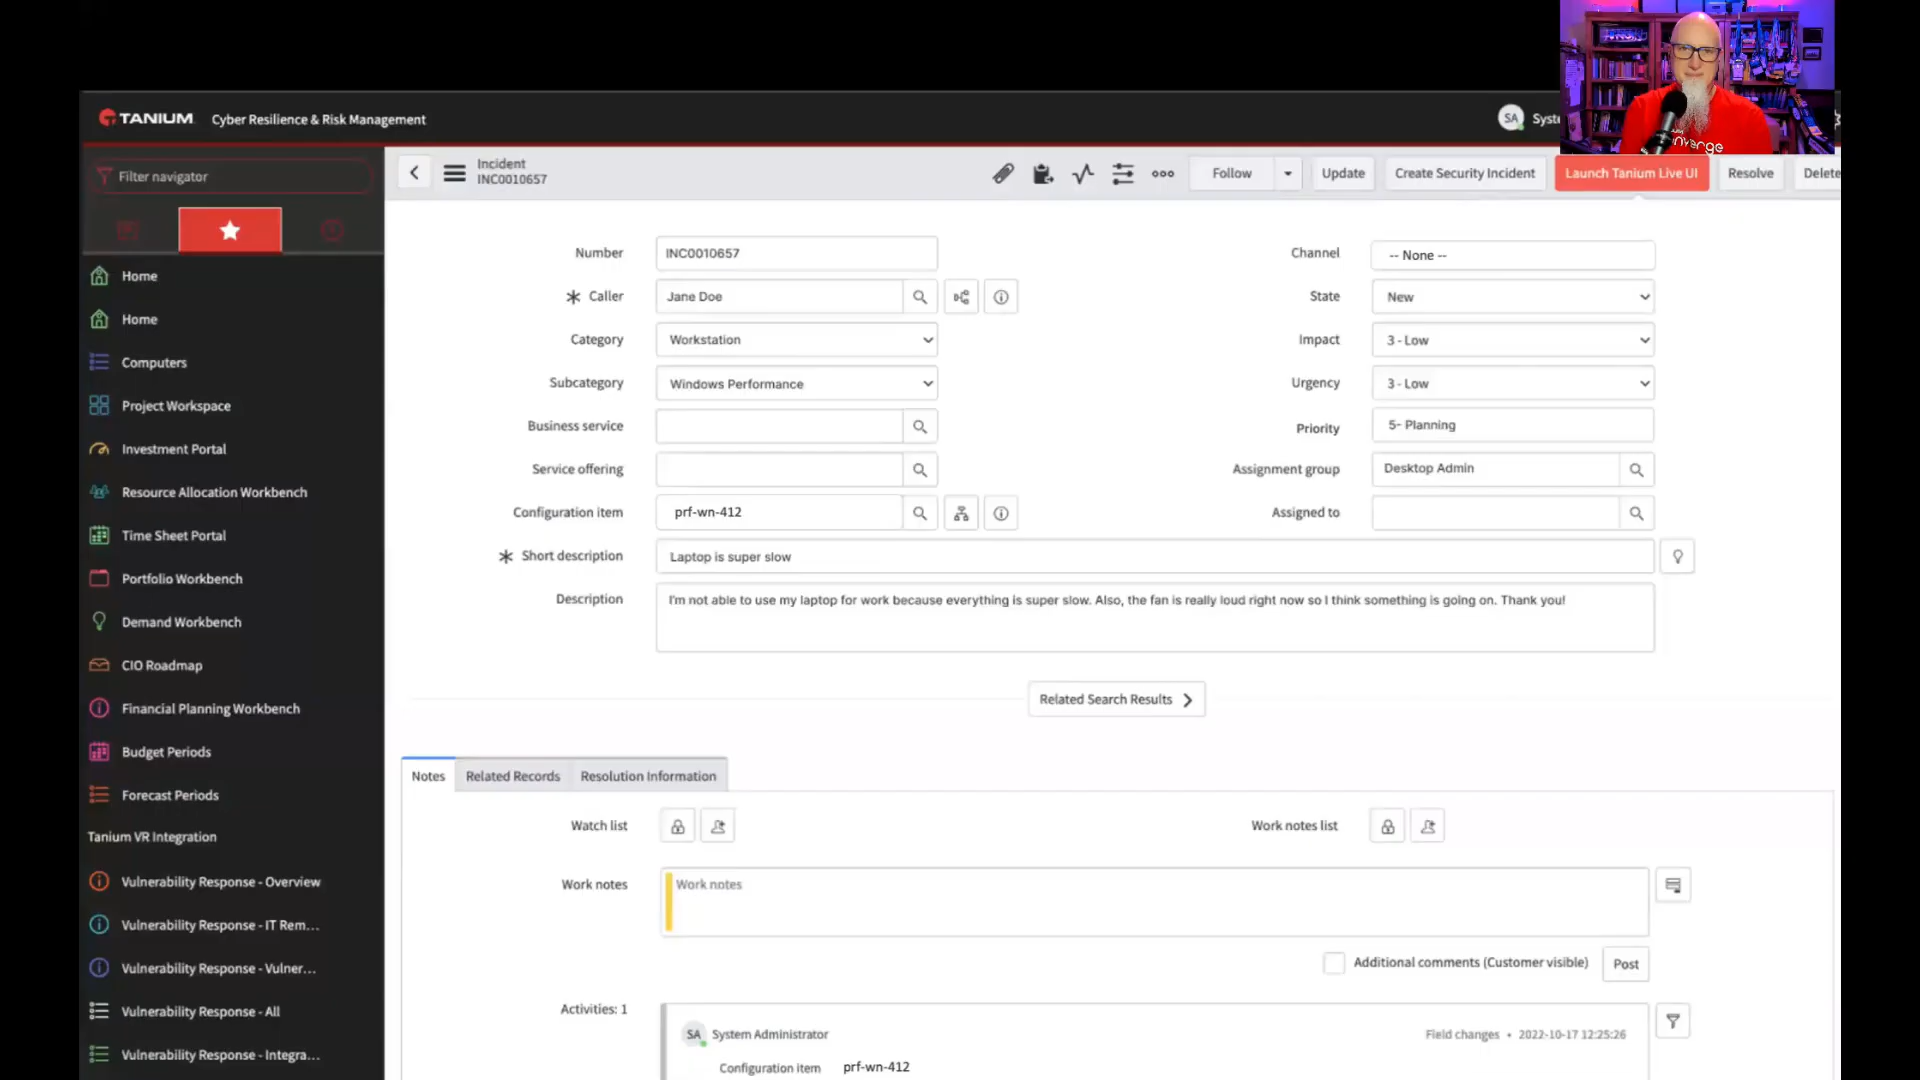 TANIUM Cyber Resilience & Risk Management
SA Syste
nverge
Filter navigator
Incident
INC0010657
Follow
Update
Create Security Incident
Launch Tanium Live UI
Resolve
Delete
Home
Home
Computers
Project Workspace
Investment Portal
Resource Allocation Workbench
Time Sheet Portal
Portfolio Workbench
Demand Workbench
CIO Roadmap
Financial Planning Workbench
Budget Periods
Forecast Periods
Tanium VR Integration
Vulnerability Response - Overview
Vulnerability Response - IT Rem...
Vulnerability Response - Vulner...
Vulnerability Response - All
Vulnerability Response - Integra...
Number INC0010657
Channel -- None --
Caller Jane Doe
State New
Category Workstation
Impact 3 - Low
Subcategory Windows Performance
Urgency 3 - Low
Business service
Priority 5- Planning
Service offering
Assignment group Desktop Admin
Configuration item prf-wn-412
Assigned to
Short description Laptop is super slow
Description I'm not able to use my laptop for work because everything is super slow. Also, the fan is really loud right now so I think something is going on. Thank you!
Related Search Results
Notes Related Records Resolution Information
Watch list
Work notes list
Work notes Work notes
Additional comments (Customer visible) Post
Activities: 1
SA System Administrator Field changes • 2022-10-17 12:25:26
Configuration item prf-wn-412